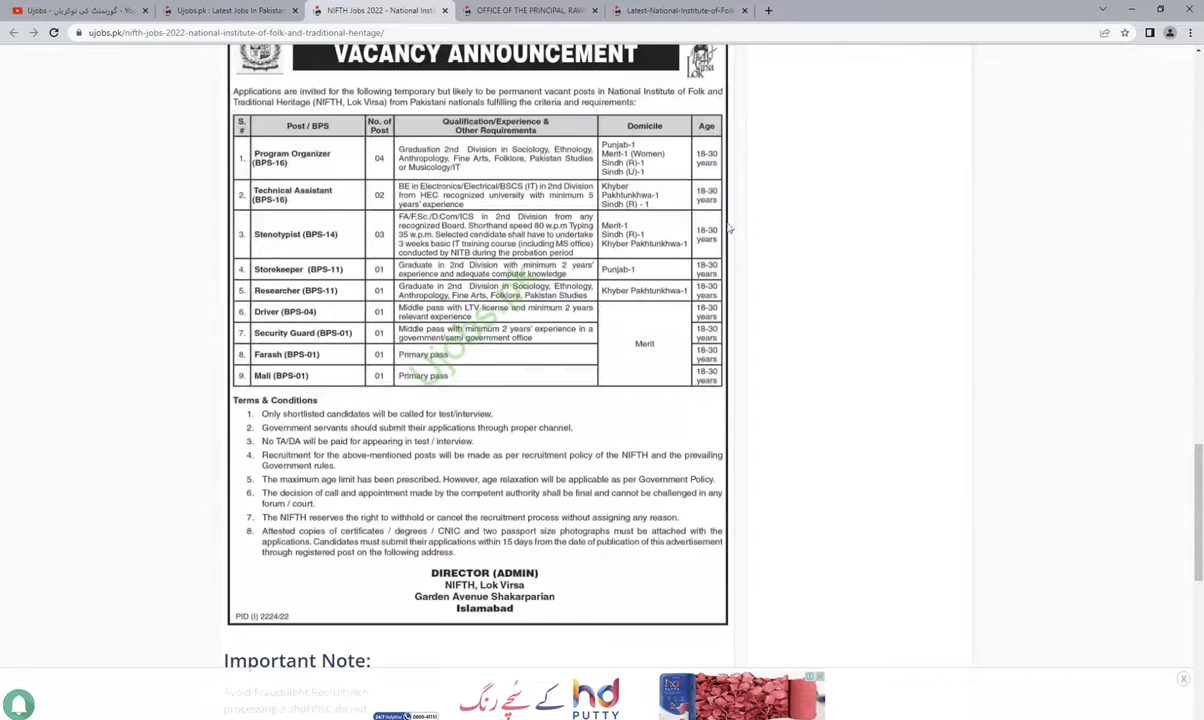 Ujobs - گورنمنٹ کی نوکریاں - You
Ujobs.pk : Latest Jobs In Pakistan
NIFTH Jobs 2022 - National Insti
OFFICE OF THE PRINCIPAL, RAW
Latest-National-Institute-of-Folk
ujobs.pk/nifth-jobs-2022-national-institute-of-folk-and-traditional-heritage/
VACANCY ANNOUNCEMENT
Lok Virsa
Applications are invited for the following temporary but likely to be permanent vacant posts in National Institute of Folk and
Traditional Heritage (NIFTH, Lok Virsa) from Pakistani nationals fulfilling the criteria and requirements:
S. # Post / BPS No. of Post Qualification/Experience & Other Requirements Domicile Age
1. Program Organizer (BPS-16) 04 Graduation 2nd Division in Sociology, Ethnology, Anthropology, Fine Arts, Folklore, Pakistan Studies or Musicology/IT Punjab-1 Merit-1 (Women) Sindh (R)-1 Sindh (U)-1 18-30 years
2. Technical Assistant (BPS-16) 02 BE in Electronics/Electrical/BSCS (IT) in 2nd Division from HEC recognized university with minimum 5 years' experience Khyber Pakhtunkhwa-1 Sindh (R) - 1 18-30 years
3. Stenotypist (BPS-14) 03 FA/F.Sc./D.Com/ICS in 2nd Division from any recognized Board. Shorthand speed 80 w.p.m Typing 35 w.p.m. Selected candidate shall have to undertake 3 weeks basic IT training course (including MS office) conducted by NITB during the probation period Merit-1 Sindh (R)-1 Khyber Pakhtunkhwa-1 18-30 years
4. Storekeeper (BPS-11) 01 Graduate in 2nd Division with minimum 2 years' experience and adequate computer knowledge Punjab-1 18-30 years
5. Researcher (BPS-11) 01 Graduate in 2nd Division in Sociology, Ethnology, Anthropology, Fine Arts, Folklore, Pakistan Studies Khyber Pakhtunkhwa-1 18-30 years
6. Driver (BPS-04) 01 Middle pass with LTV license and minimum 2 years relevant experience 18-30 years
7. Security Guard (BPS-01) 01 Middle pass with minimum 2 years' experience in a government/semi government office Merit 18-30 years
8. Farash (BPS-01) 01 Primary pass 18-30 years
9. Mali (BPS-01) 01 Primary pass 18-30 years
Ujobs.pk
Terms & Conditions
1. Only shortlisted candidates will be called for test/interview.
2. Government servants should submit their applications through proper channel.
3. No TA/DA will be paid for appearing in test / interview.
4. Recruitment for the above-mentioned posts will be made as per recruitment policy of the NIFTH and the prevailing
Government rules.
5. The maximum age limit has been prescribed. However, age relaxation will be applicable as per Government Policy.
6. The decision of call and appointment made by the competent authority shall be final and cannot be challenged in any
forum / court.
7. The NIFTH reserves the right to withhold or cancel the recruitment process without assigning any reason.
8. Attested copies of certificates / degrees / CNIC and two passport size photographs must be attached with the
applications. Candidates must submit their applications within 15 days from the date of publication of this advertisement
through registered post on the following address.
DIRECTOR (ADMIN)
NIFTH, Lok Virsa
Garden Avenue Shakarparian
Islamabad
PID (I) 2224/22
Important Note:
Avoid Fraudulent Recruitmen
processing a shortlist, do not
24/7 Helpline 0800-41111
کے سُچے رنگ
hd
PUTTY